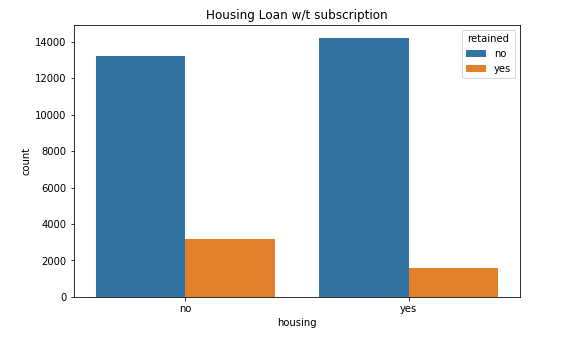 Housing Loan w/t subscription
retained
no
yes
14000
12000
10000
8000
6000
4000
2000
0
count
no
yes
housing